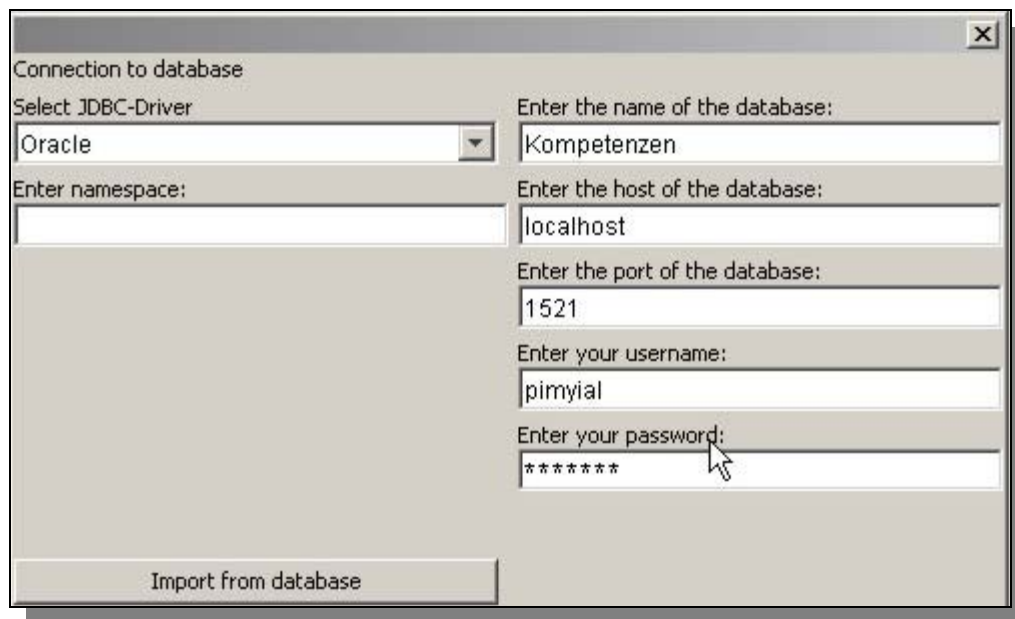 Connection to database
Select JDBC-Driver
Oracle
Enter namespace:
Enter the name of the database:
Kompetenzen
Enter the host of the database:
localhost
Enter the port of the database:
1521
Enter your username:
pimyial
Enter your password:
*******
Import from database